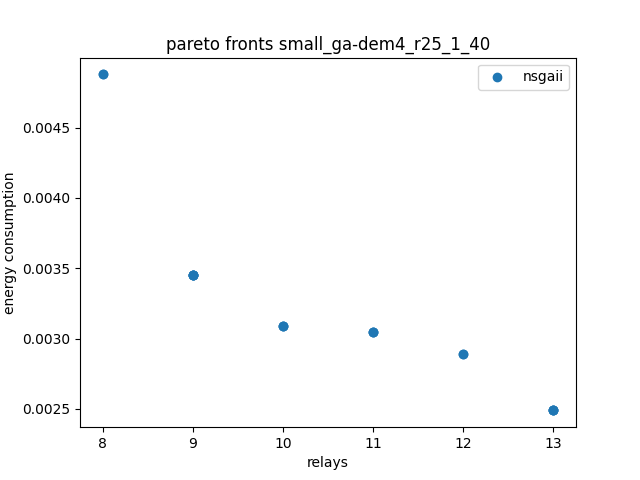 pareto fronts small_ga-dem4_r25_1_40
nsgaii
0.0045
0.0040
0.0035
0.0030
0.0025
energy consumption
8 9 10 11 12 13
relays